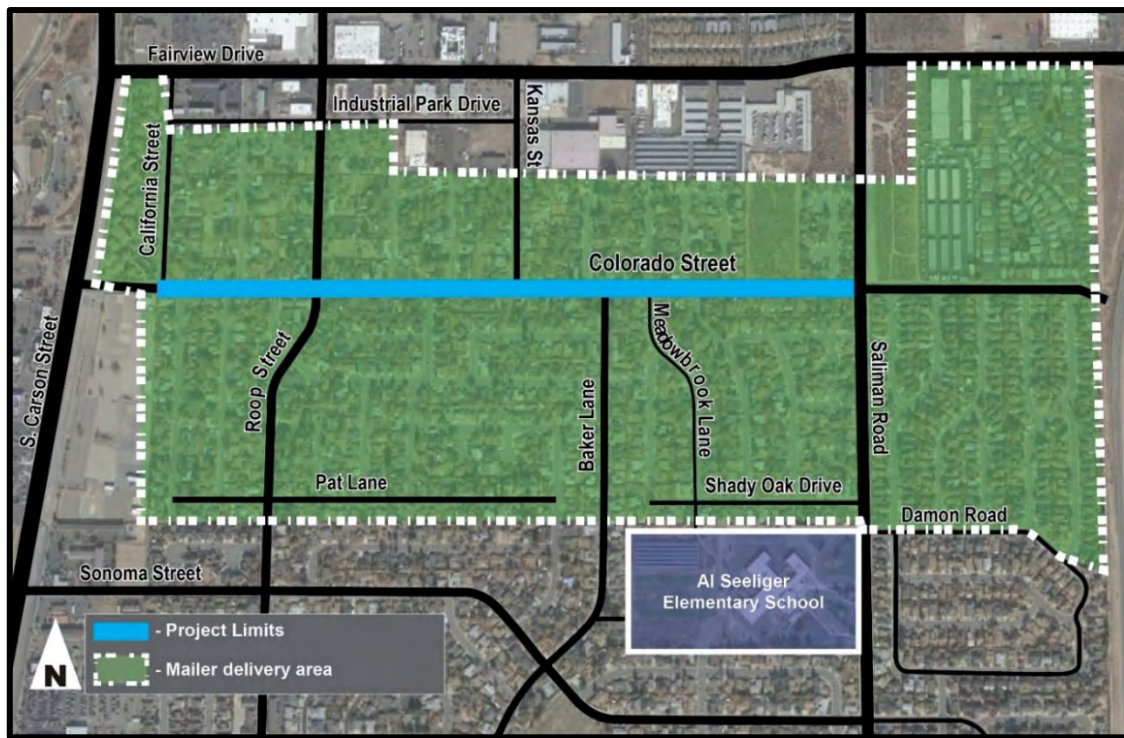 Fairview Drive
Industrial Park Drive
Kansas St
California Street
Colorado Street
S. Carson Street
Roop Street
Baker Lane
Meadowbrook Lane
Saliman Road
Pat Lane
Shady Oak Drive
Damon Road
Sonoma Street
Al Seeliger
Elementary School
- Project Limits
- Mailer delivery area
N